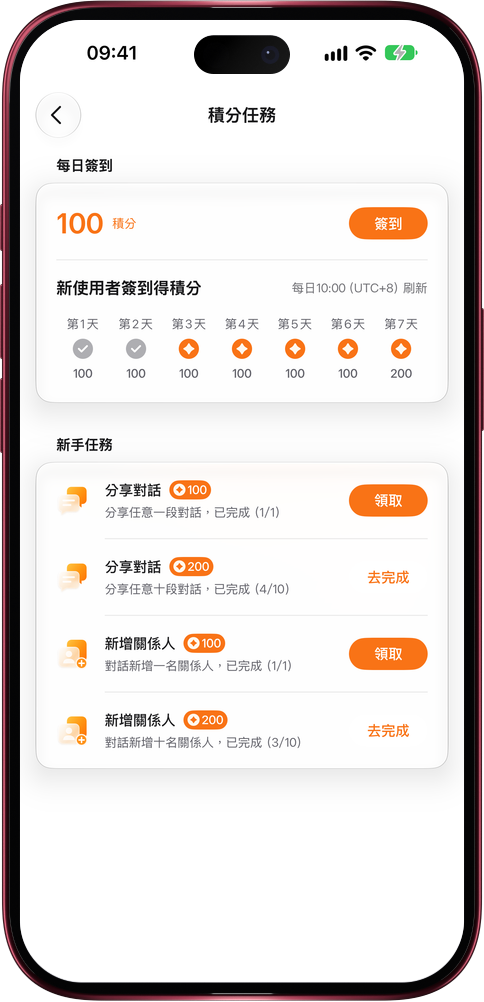 09:41
積分任務
每日簽到
100 積分
簽到
新使用者簽到得積分
每日10:00 (UTC+8) 刷新
第1天 第2天 第3天 第4天 第5天 第6天 第7天
100 100 100 100 100 100 200
新手任務
分享對話 100
分享任意一段對話，已完成 (1/1)
領取
分享對話 200
分享任意十段對話，已完成 (4/10)
去完成
新增關係人 100
對話新增一名關係人，已完成 (1/1)
領取
新增關係人 200
對話新增十名關係人，已完成 (3/10)
去完成